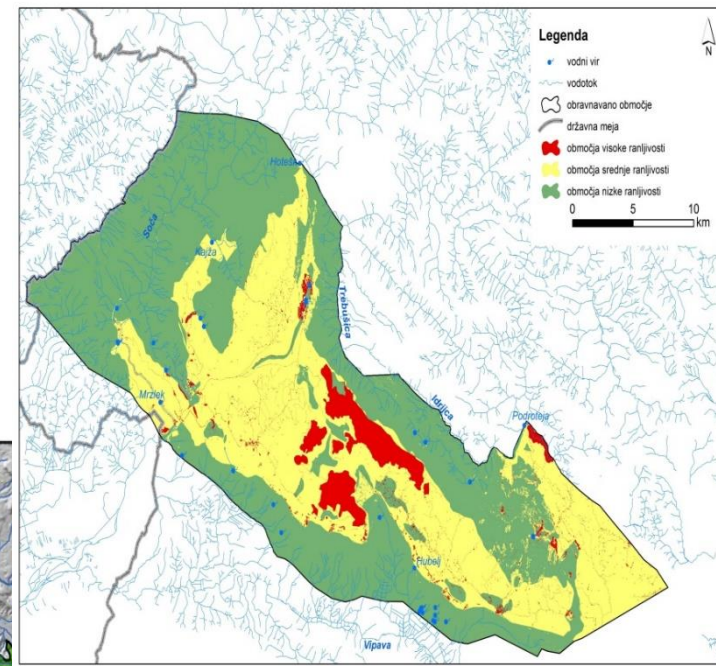 Legenda
N
vodni vir
vodotok
obravnavano območje
državna meja
območja visoke ranljivosti
območja srednje ranljivosti
območja nizke ranljivosti
0 5 10
km
Hotešk
Soča
Kajža
Trebušica
Mrzlek
Idrijca
Podroteja
Hubelj
Vipava